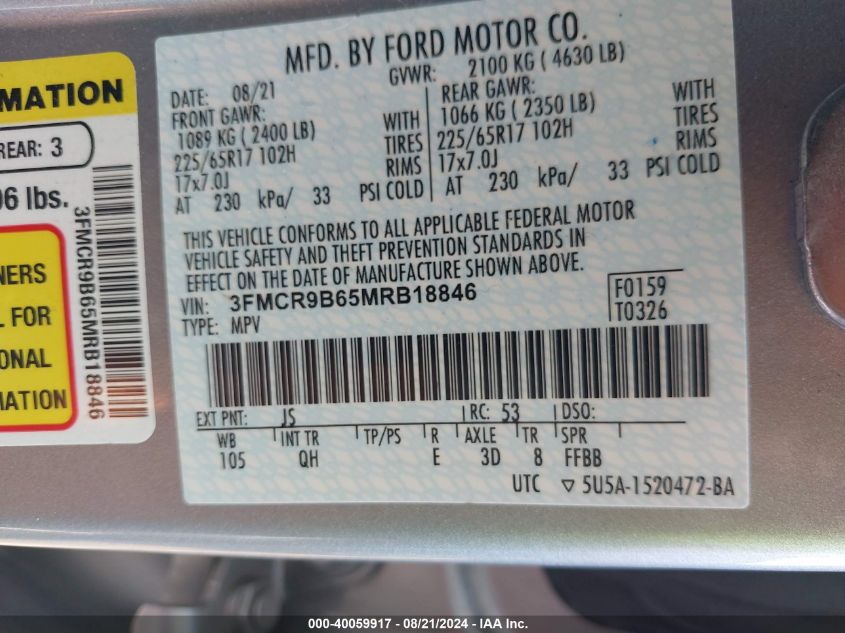 RMATION
REAR: 3
06 lbs.
NERS
L FOR
ONAL
MATION
3FMCR9B65MRB18846
MFD. BY FORD MOTOR CO.
DATE: 08/21 GVWR: 2100 KG ( 4630 LB)
FRONT GAWR: REAR GAWR:
1089 KG ( 2400 LB) WITH 1066 KG ( 2350 LB) WITH
225/65R17 102H TIRES 225/65R17 102H TIRES
17x7.0J RIMS 17x7.0J RIMS
AT 230 kPa/ 33 PSI COLD AT 230 kPa/ 33 PSI COLD
THIS VEHICLE CONFORMS TO ALL APPLICABLE FEDERAL MOTOR
VEHICLE SAFETY AND THEFT PREVENTION STANDARDS IN
EFFECT ON THE DATE OF MANUFACTURE SHOWN ABOVE.
VIN: 3FMCR9B65MRB18846 F0159
TYPE: MPV T0326
EXT PNT: JS RC: 53 DSO:
WB INT TR TP/PS R AXLE TR SPR
105 QH E 3D 8 FFBB
UTC ▽ 5U5A-1520472-BA
000-40059917 - 08/21/2024 - IAA Inc.